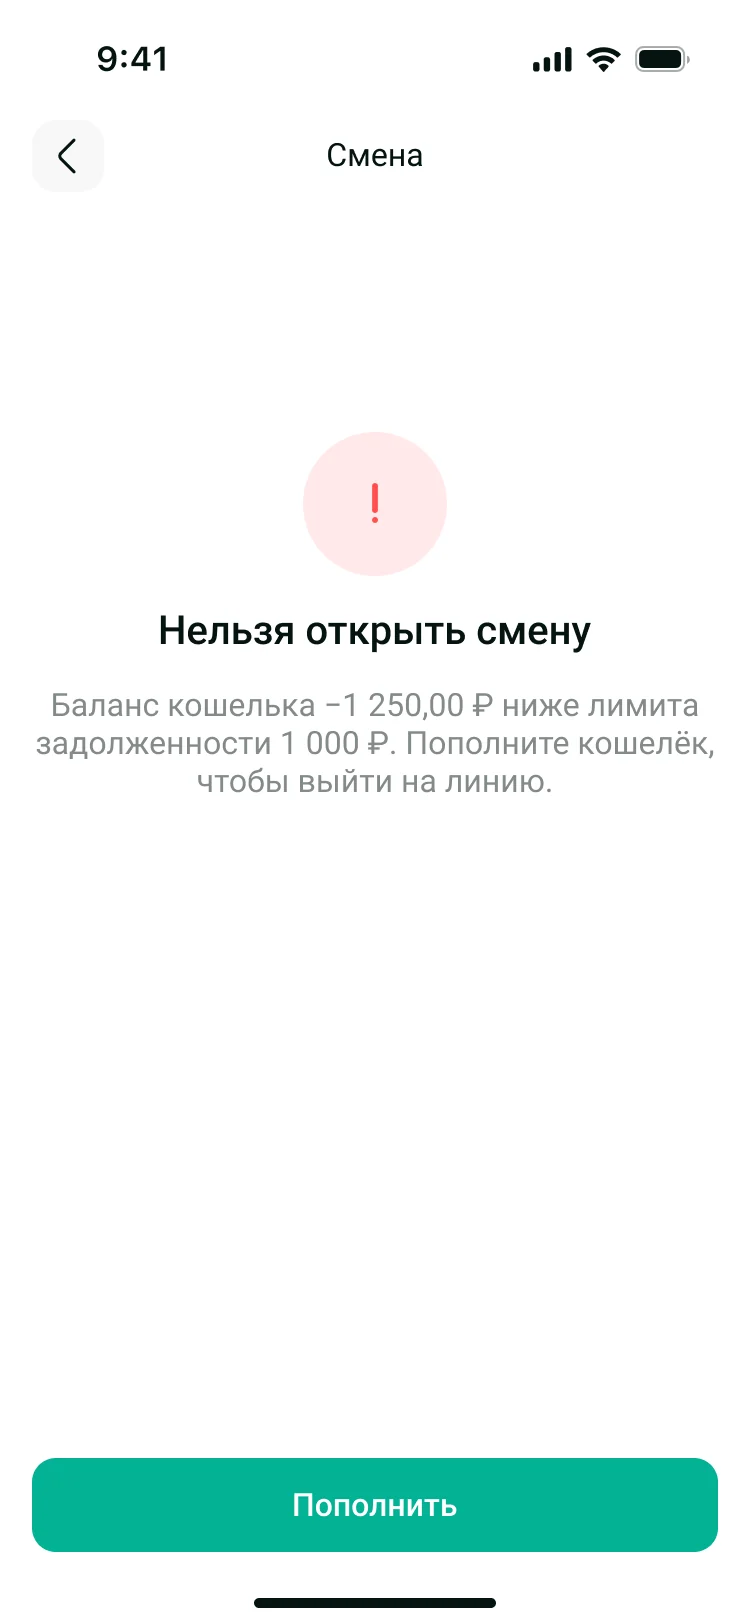 9:41
Смена
Нельзя открыть смену
Баланс кошелька −1 250,00 ₽ ниже лимита
задолженности 1 000 ₽. Пополните кошелёк,
чтобы выйти на линию.
Пополнить